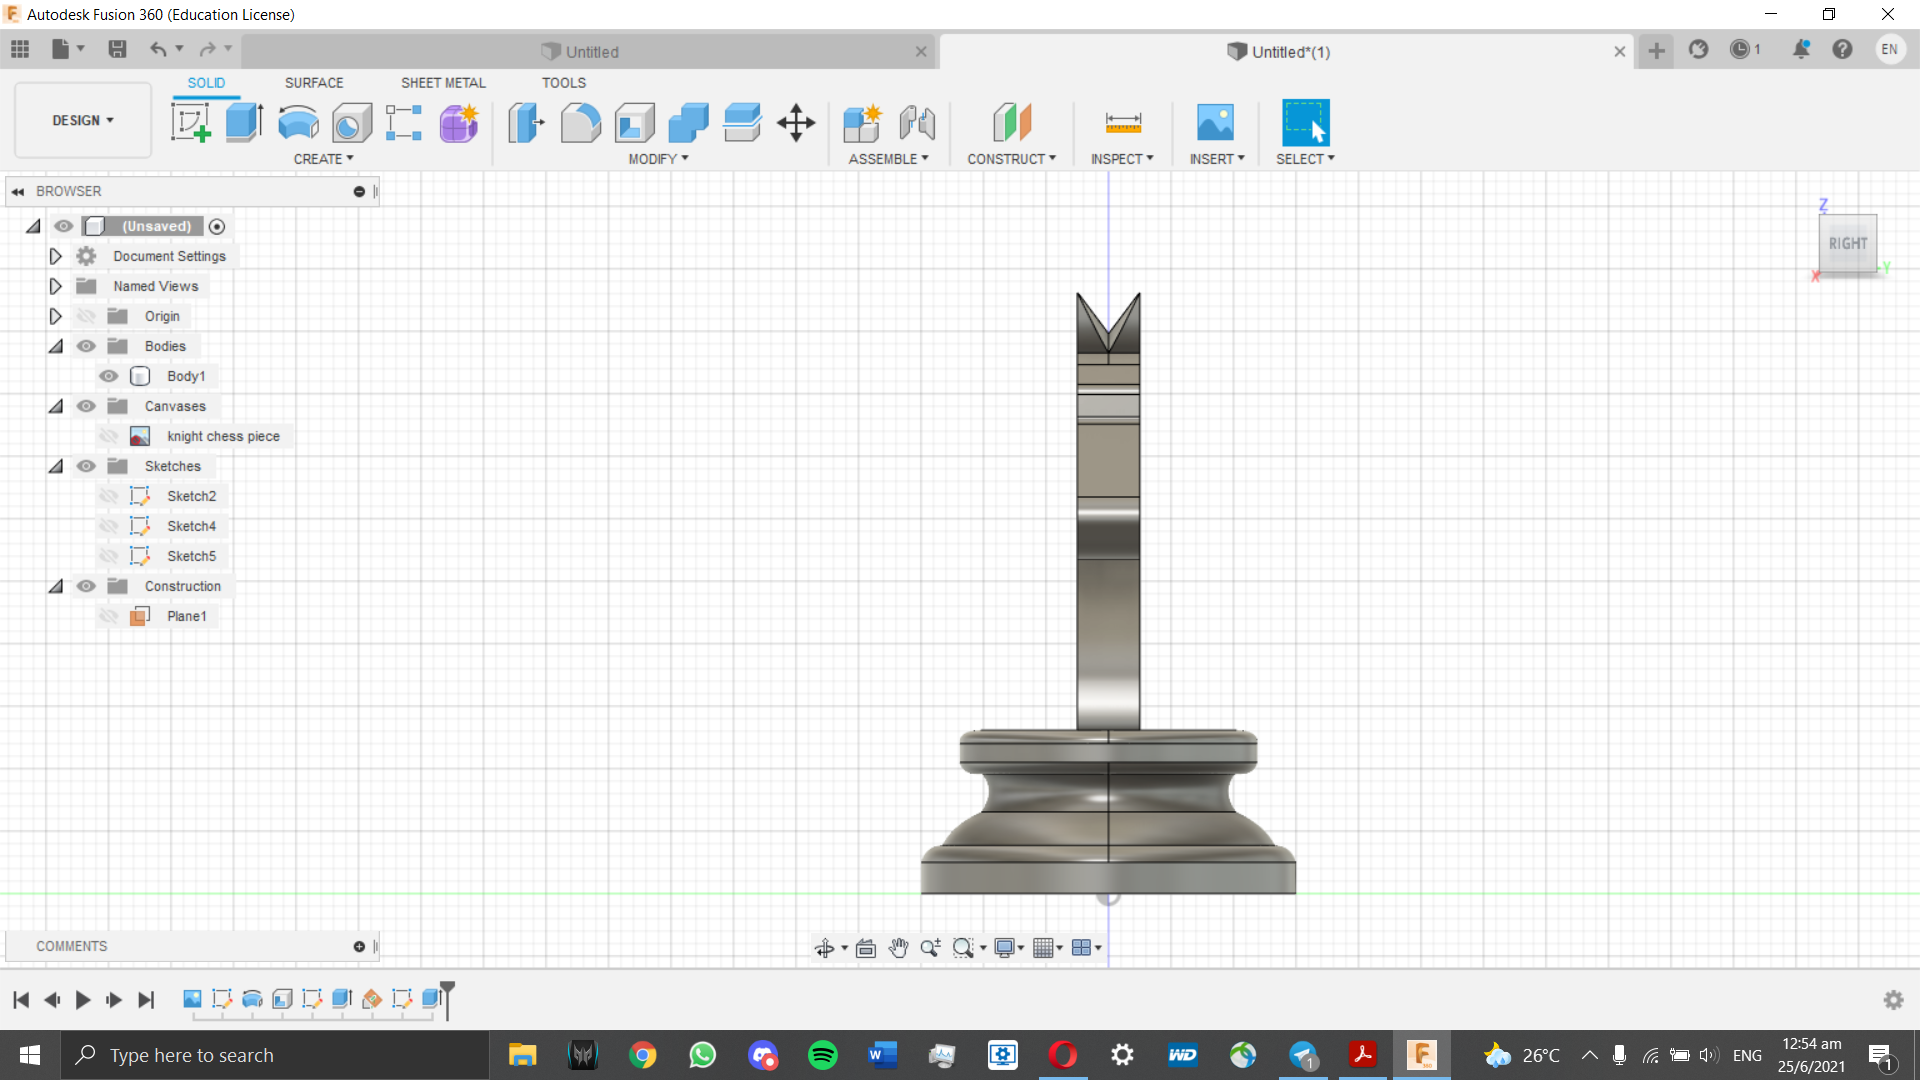 Autodesk Fusion 360 (Education License)
Untitled
Untitled*(1)
1
EN
SOLID
SURFACE
SHEET METAL
TOOLS
DESIGN
CREATE
MODIFY
ASSEMBLE
CONSTRUCT
INSPECT
INSERT
SELECT
BROWSER
(Unsaved)
Document Settings
Named Views
Origin
Bodies
Body1
Canvases
knight chess piece
Sketches
Sketch2
Sketch4
Sketch5
Construction
Plane1
Z
RIGHT
X
Y
COMMENTS
Type here to search
W
WD
1
F
360
26°C
ENG
12:54 am
25/6/2021
1